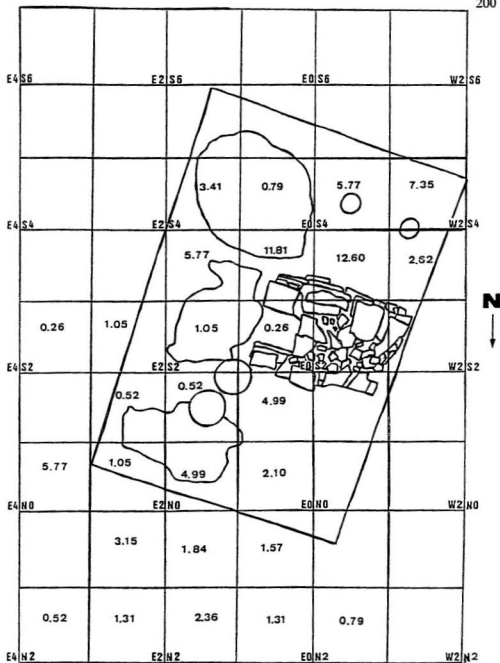 200
E4 S6 E2 S6 E0 S6 W2 S6
3.41 0.79 5.77 7.35
E4 S4 E2 S4 E0 S4 W2 S4
5.77 11.81 12.60 2.62
N
0.26 1.05 1.05 0.26
E4 S2 E2 S2 E0 S2 W2 S2
0.52 0.52 4.99
5.77 1.05 4.99 2.10
E4 N0 E2 N0 E0 N0 W2 N0
3.15 1.84 1.57
0.52 1.31 2.36 1.31 0.79
E4 N2 E2 N2 E0 N2 W2 N2